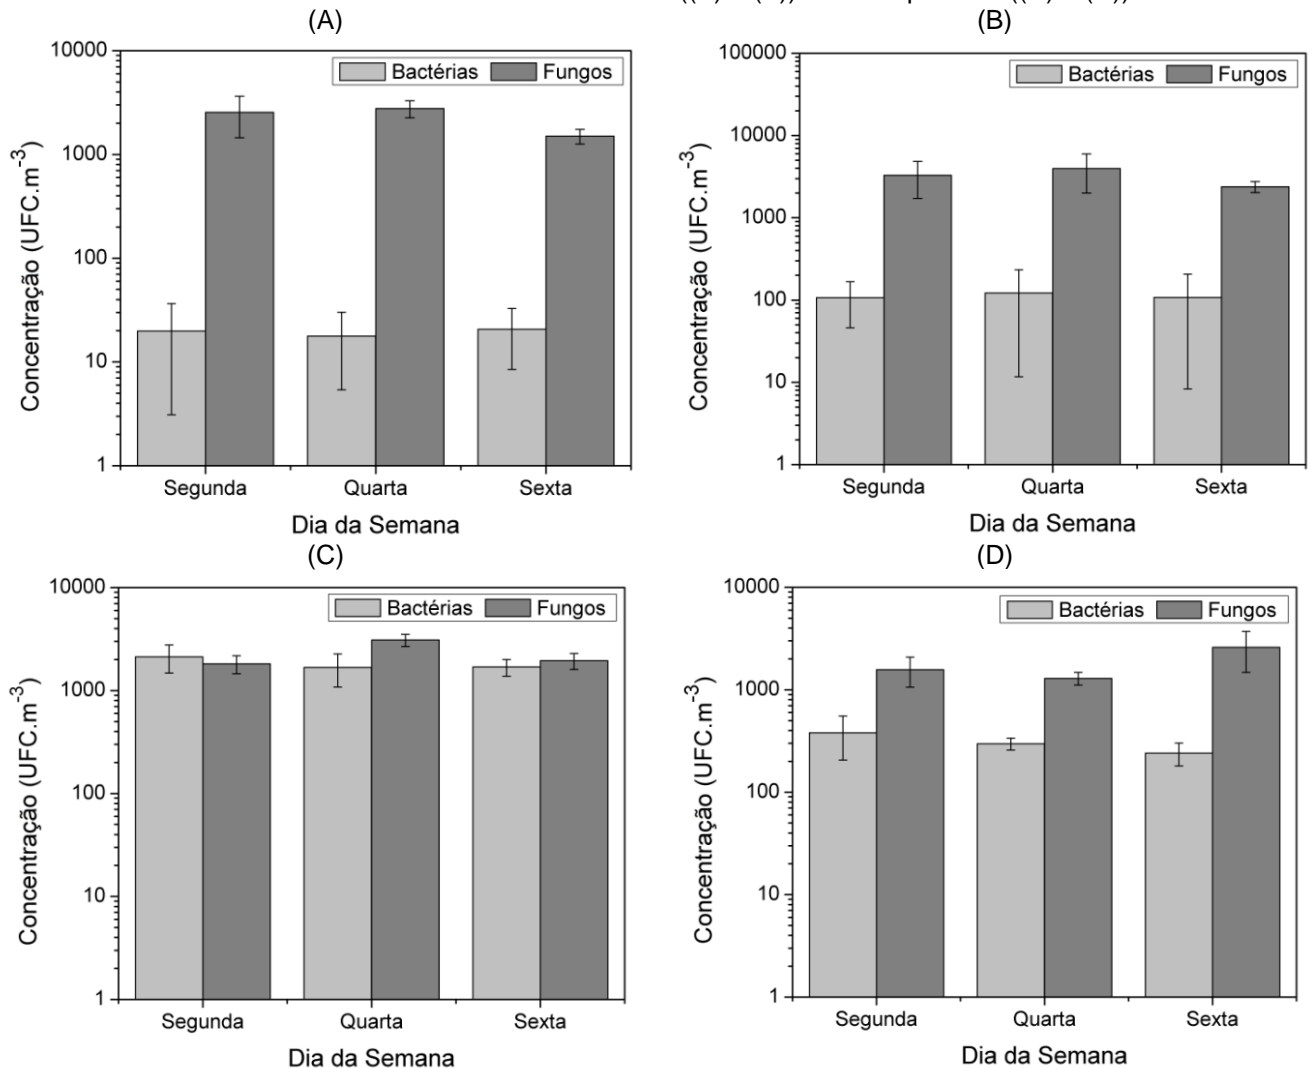 (A)
(B)
10000
1000
100
10
1
Concentração (UFC.m⁻³)
Bactérias Fungos
Segunda Quarta Sexta
Dia da Semana
100000
10000
1000
100
10
1
Concentração (UFC.m⁻³)
Bactérias Fungos
Segunda Quarta Sexta
Dia da Semana
(C)
(D)
10000
1000
100
10
1
Concentração (UFC.m⁻³)
Bactérias Fungos
Segunda Quarta Sexta
Dia da Semana
10000
1000
100
10
1
Concentração (UFC.m⁻³)
Bactérias Fungos
Segunda Quarta Sexta
Dia da Semana